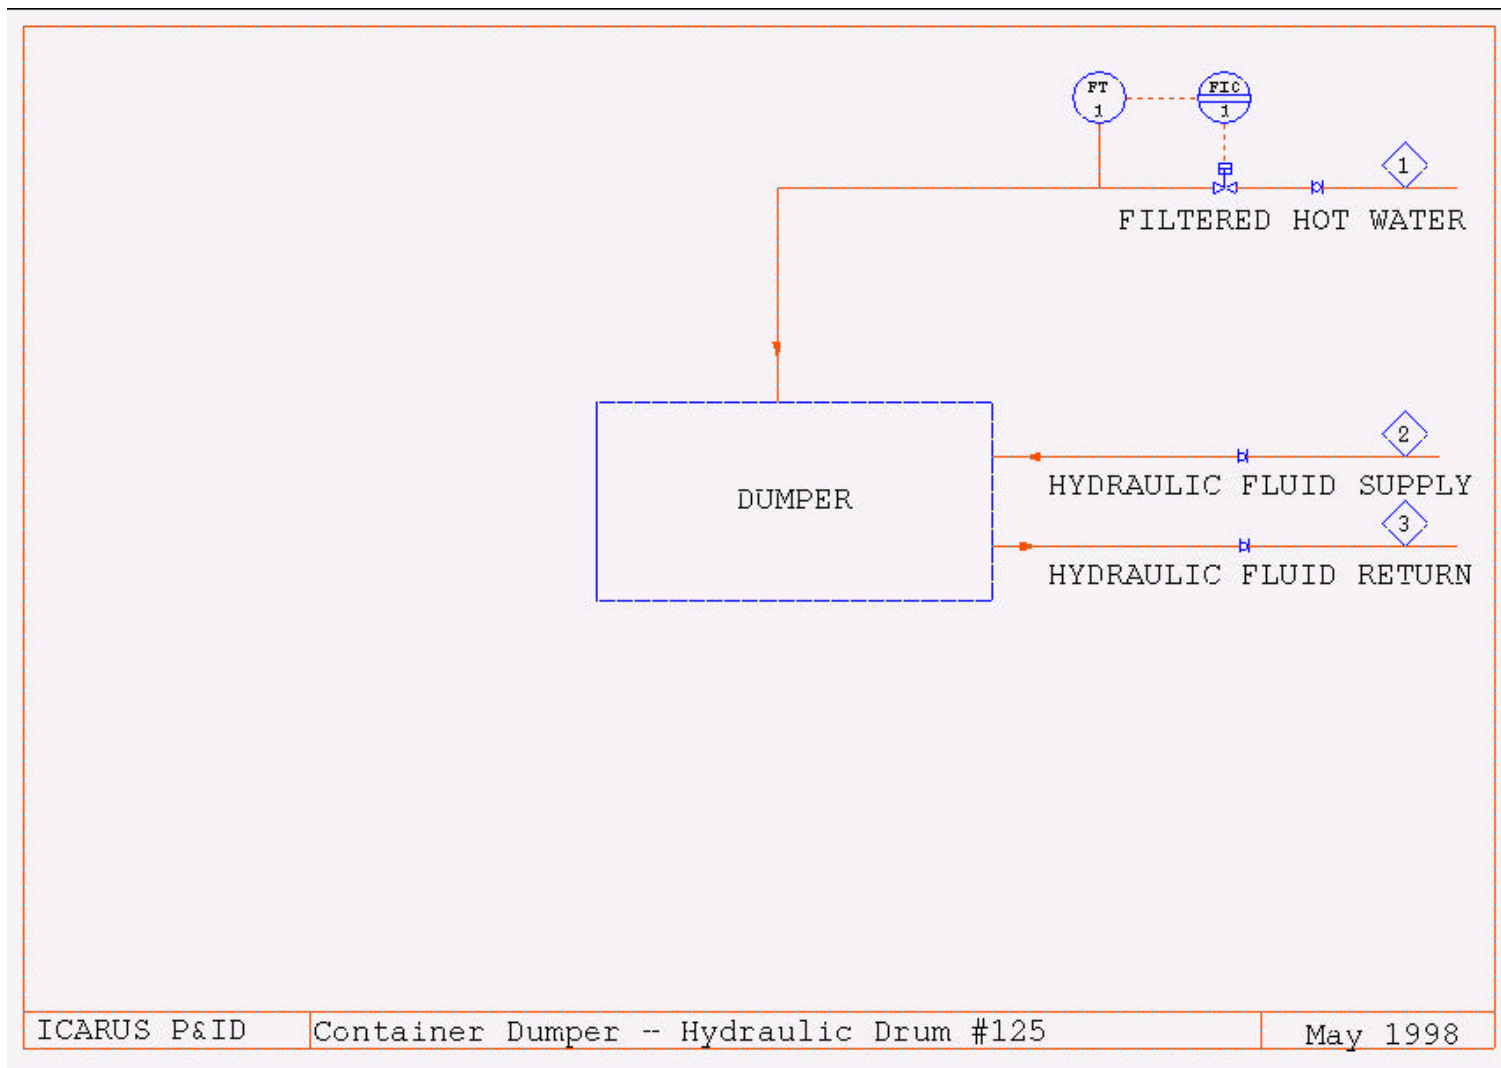 FT
1
FIC
1
1
FILTERED HOT WATER
2
HYDRAULIC FLUID SUPPLY
DUMPER
3
HYDRAULIC FLUID RETURN
ICARUS P&ID
Container Dumper -- Hydraulic Drum #125
May 1998